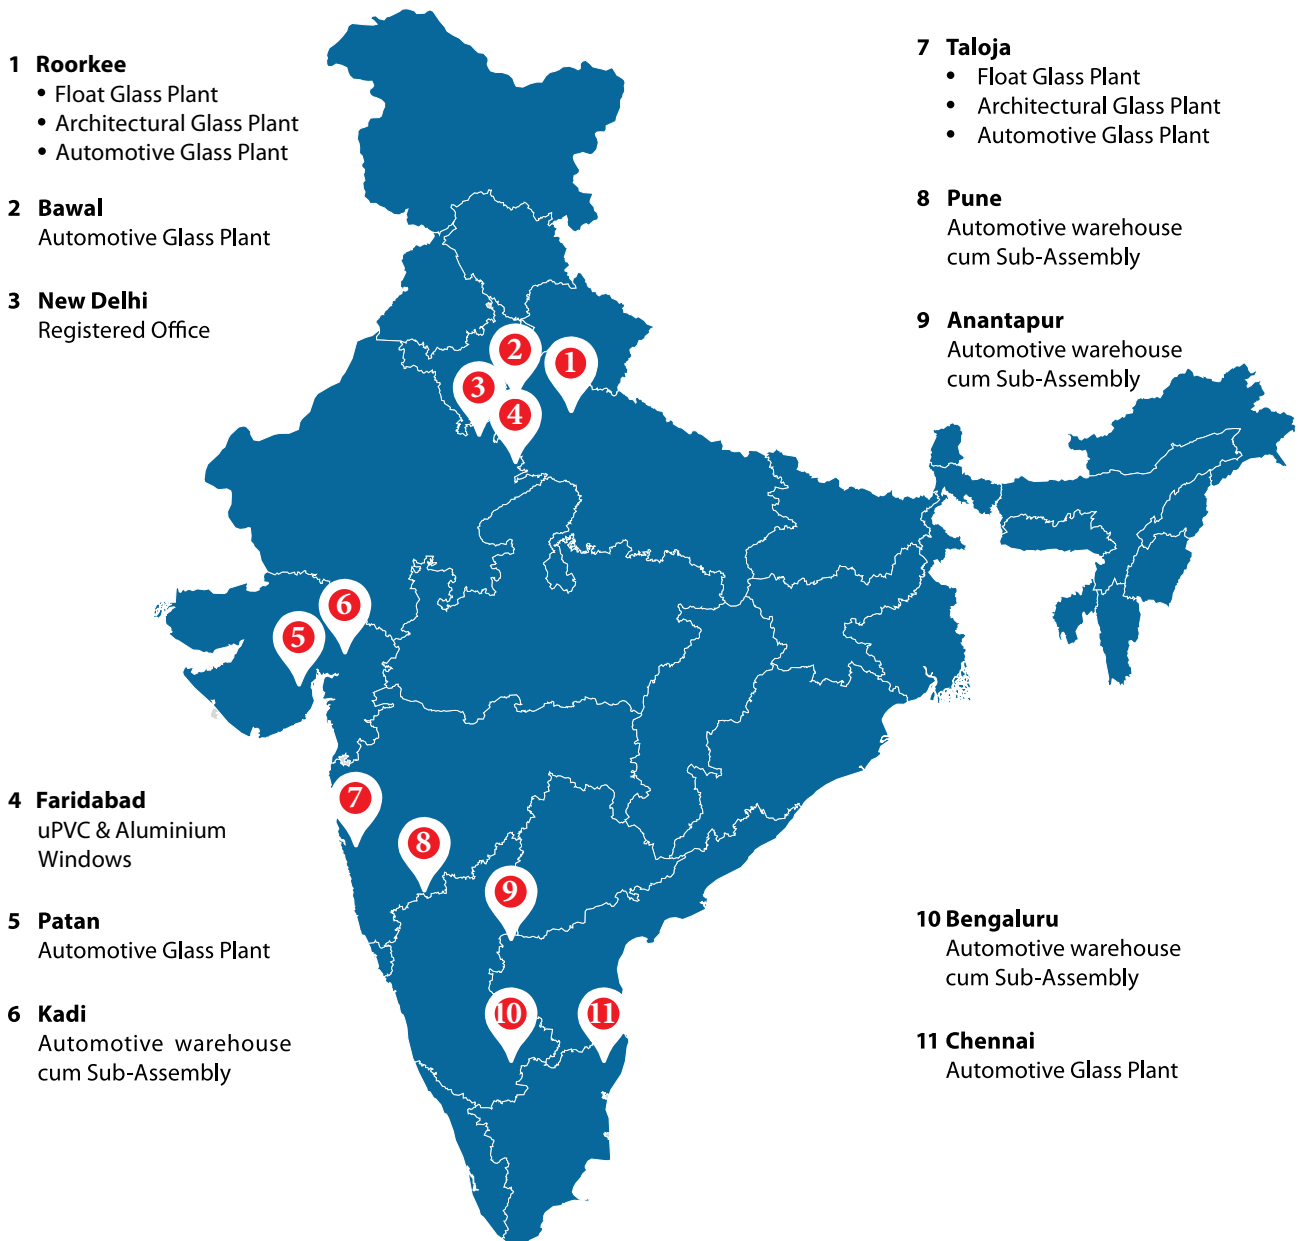 1 Roorkee
• Float Glass Plant
• Architectural Glass Plant
• Automotive Glass Plant
2 Bawal
Automotive Glass Plant
3 New Delhi
Registered Office
4 Faridabad
uPVC & Aluminium
Windows
5 Patan
Automotive Glass Plant
6 Kadi
Automotive warehouse
cum Sub-Assembly
7 Taloja
• Float Glass Plant
• Architectural Glass Plant
• Automotive Glass Plant
8 Pune
Automotive warehouse
cum Sub-Assembly
9 Anantapur
Automotive warehouse
cum Sub-Assembly
10 Bengaluru
Automotive warehouse
cum Sub-Assembly
11 Chennai
Automotive Glass Plant
2
1
3
4
6
5
7
8
9
10
11